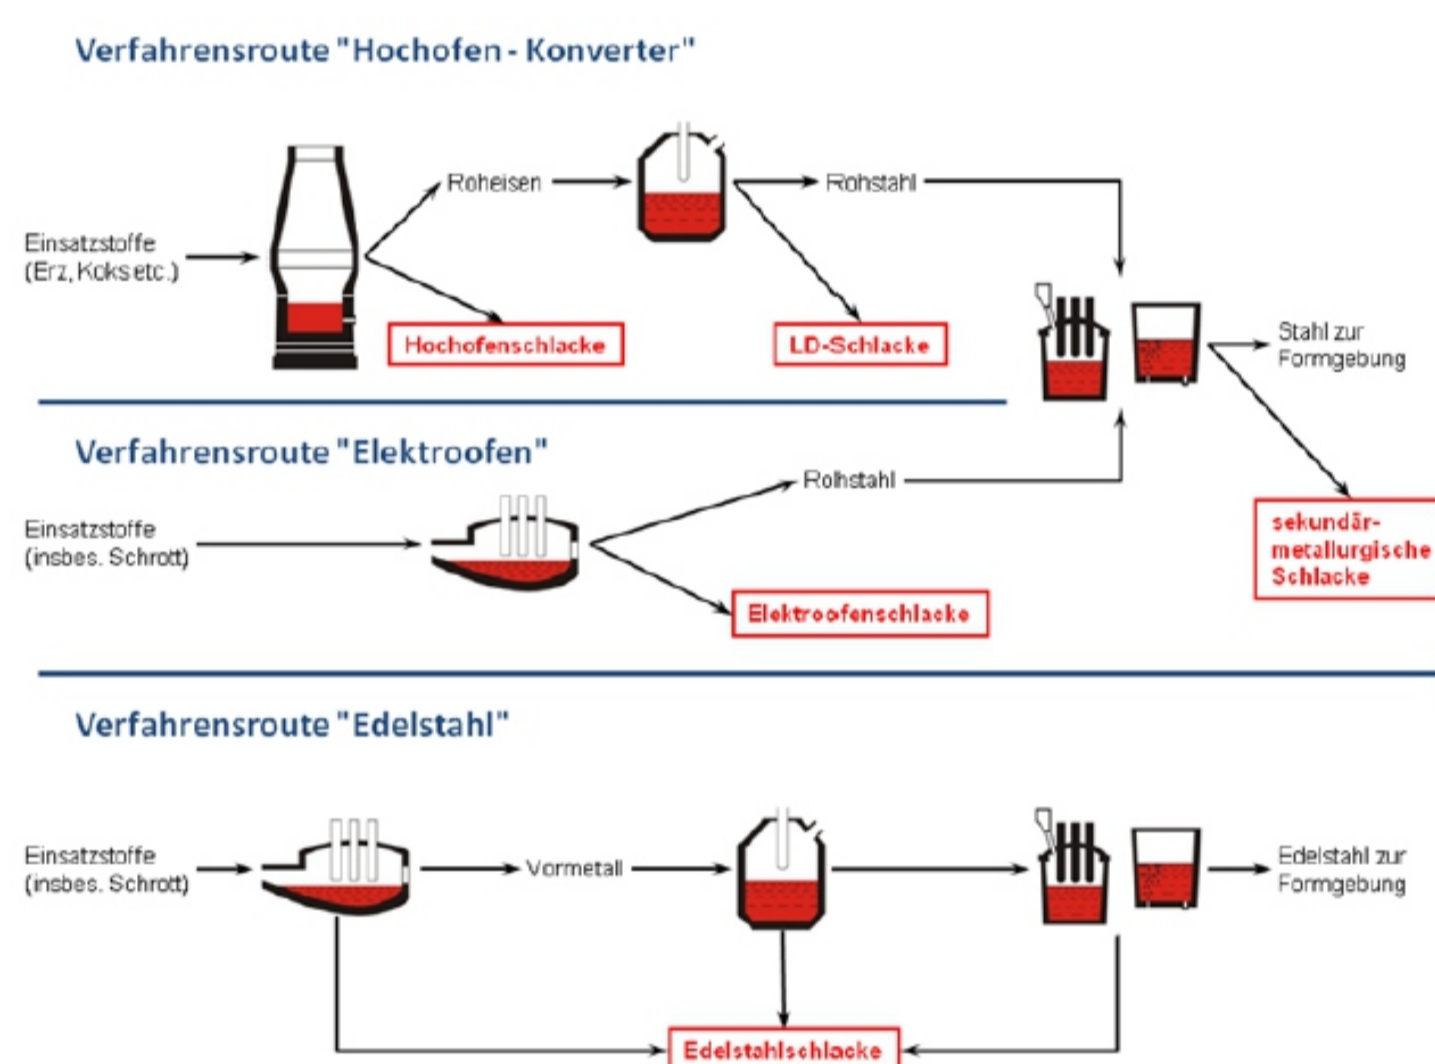 Verfahrensroute "Hochofen - Konverter"
Roheisen
Rohstahl
Einsatzstoffe
(Erz, Koks etc.)
Hochofenschlacke
LD-Schlacke
Stahl zur
Formgebung
Verfahrensroute "Elektroofen"
Rohstahl
Einsatzstoffe
(insbes. Schrott)
sekundär-
metallurgische
Schlacke
Elektroofenschlacke
Verfahrensroute "Edelstahl"
Einsatzstoffe
(insbes. Schrott)
Vormetall
Edelstahl zur
Formgebung
Edelstahlschlacke